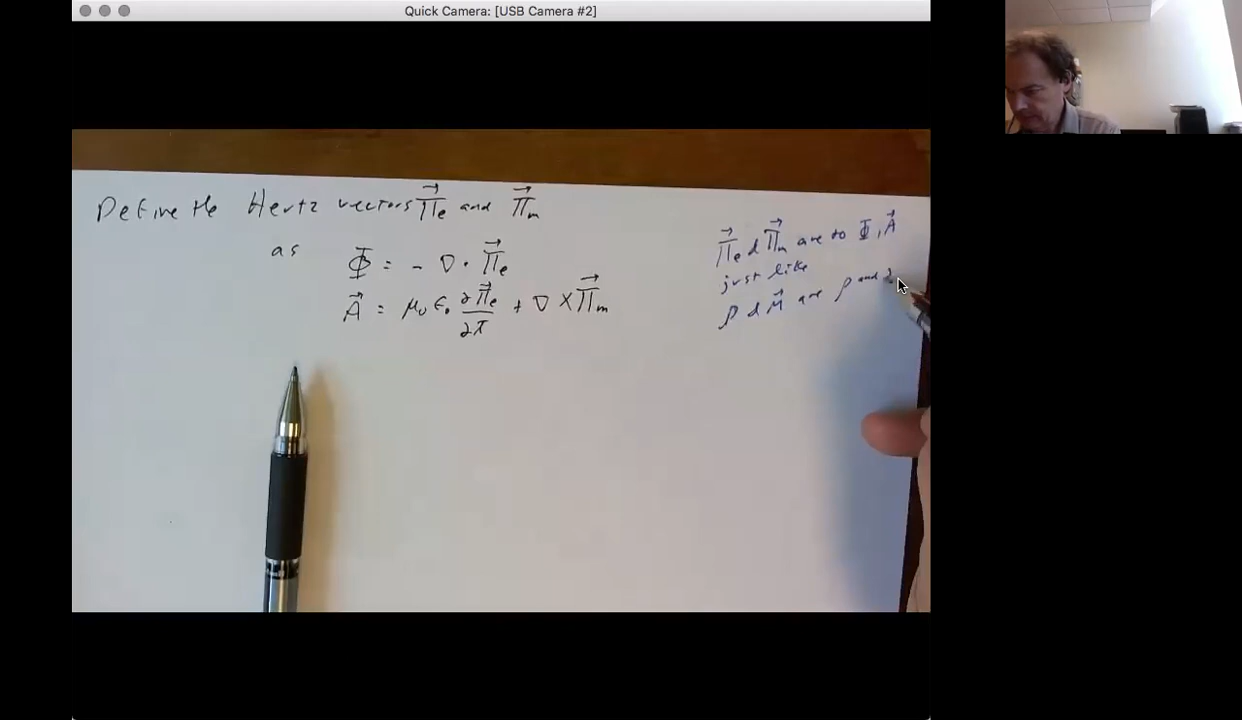 Quick Camera: [USB Camera #2]
Define the Hertz vectors Π⃗e and Π⃗m
as
Φ = - ∇ · Π⃗e
A⃗ = μ₀ ε₀ ∂Π⃗e/∂t + ∇ × Π⃗m
Π⃗e & Π⃗m are to Φ, A⃗
just like
P & M⃗ are ρ and